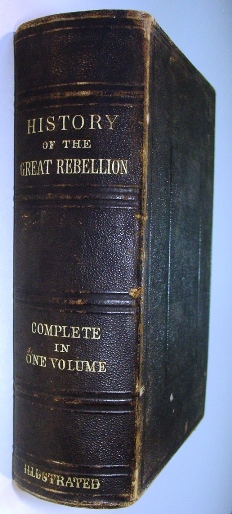 HISTORY
OF THE
GREAT REBELLION
COMPLETE
IN
ONE VOLUME
ILLUSTRATED